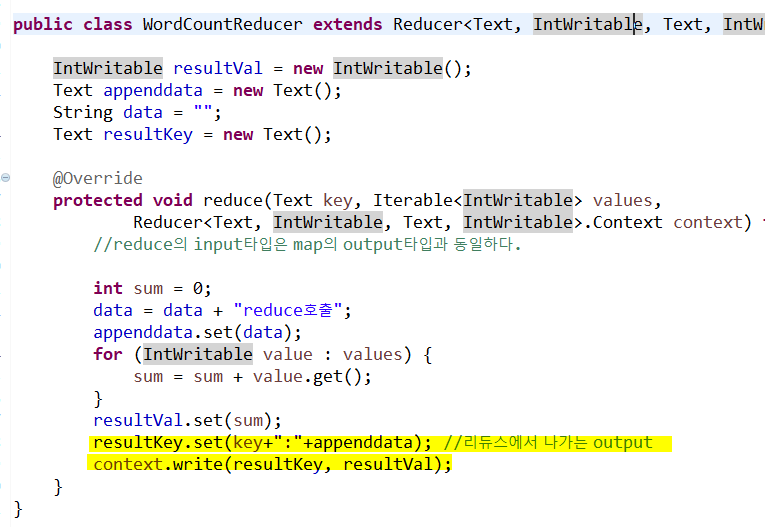 public class WordCountReducer extends Reducer<Text, IntWritable, Text, IntW
IntWritable resultVal = new IntWritable();
Text appenddata = new Text();
String data = "";
Text resultKey = new Text();
@Override
protected void reduce(Text key, Iterable<IntWritable> values,
Reducer<Text, IntWritable, Text, IntWritable>.Context context)
//reduce의 input타입은 map의 output타입과 동일하다.
int sum = 0;
data = data + "reduce호출";
appenddata.set(data);
for (IntWritable value : values) {
sum = sum + value.get();
}
resultVal.set(sum);
resultKey.set(key+":"+appenddata); //리듀스에서 나가는 output
context.write(resultKey, resultVal);
}
}